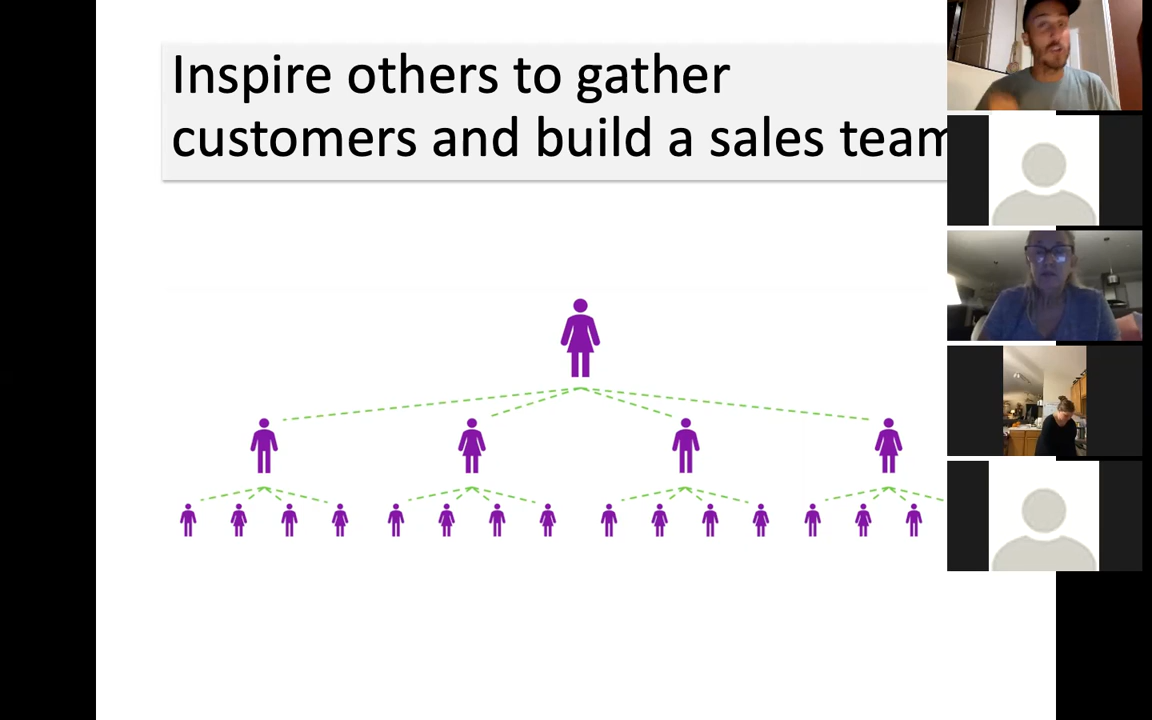 Inspire others to gather
customers and build a sales team